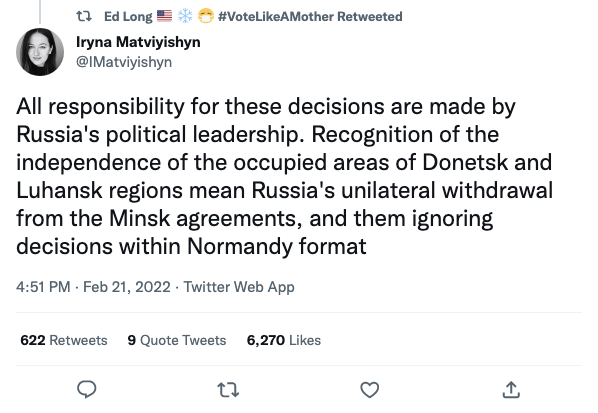 Ed Long 🇺🇸 ❄️ 😷 #VoteLikeAMother Retweeted
Iryna Matviyishyn
@IMatviyishyn
All responsibility for these decisions are made by
Russia's political leadership. Recognition of the
independence of the occupied areas of Donetsk and
Luhansk regions mean Russia's unilateral withdrawal
from the Minsk agreements, and them ignoring
decisions within Normandy format
4:51 PM · Feb 21, 2022 · Twitter Web App
622 Retweets 9 Quote Tweets 6,270 Likes